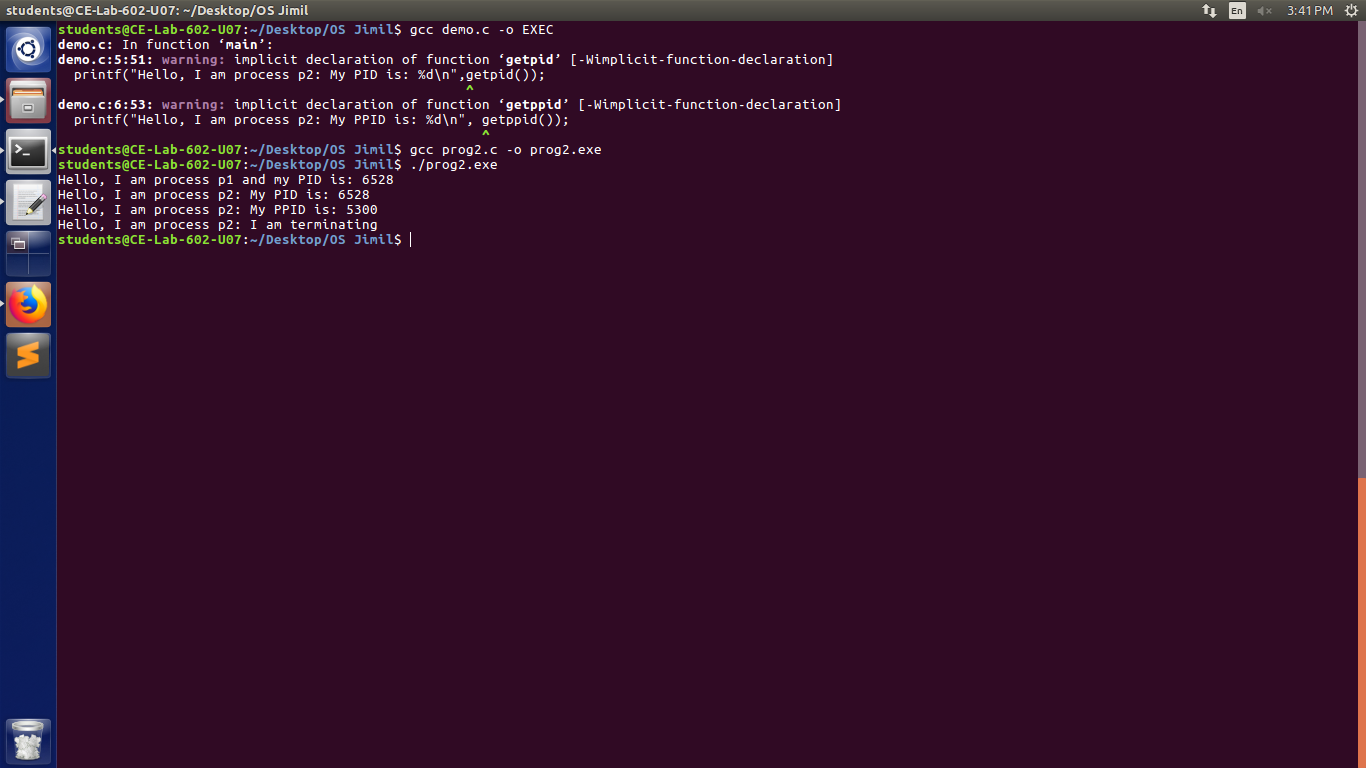 students@CE-Lab-602-U07: ~/Desktop/OS Jimil
En
3:41 PM
students@CE-Lab-602-U07:~/Desktop/OS Jimil$ gcc demo.c -o EXEC
demo.c: In function ‘main’:
demo.c:5:51: warning: implicit declaration of function ‘getpid’ [-Wimplicit-function-declaration]
  printf("Hello, I am process p2: My PID is: %d\n",getpid());
                                                   ^
demo.c:6:53: warning: implicit declaration of function ‘getppid’ [-Wimplicit-function-declaration]
  printf("Hello, I am process p2: My PPID is: %d\n", getppid());
                                                     ^
students@CE-Lab-602-U07:~/Desktop/OS Jimil$ gcc prog2.c -o prog2.exe
students@CE-Lab-602-U07:~/Desktop/OS Jimil$ ./prog2.exe
Hello, I am process p1 and my PID is: 6528
Hello, I am process p2: My PID is: 6528
Hello, I am process p2: My PPID is: 5300
Hello, I am process p2: I am terminating
students@CE-Lab-602-U07:~/Desktop/OS Jimil$